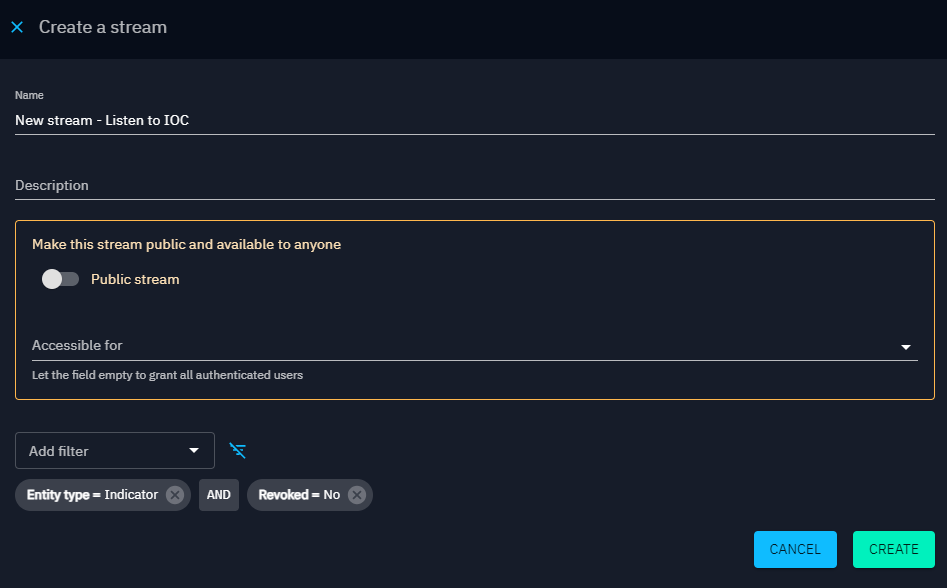 Create a stream
Name
New stream - Listen to IOC
Description
Make this stream public and available to anyone
Public stream
Accessible for
Let the field empty to grant all authenticated users
Add filter
Entity type = Indicator AND Revoked = No
CANCEL CREATE